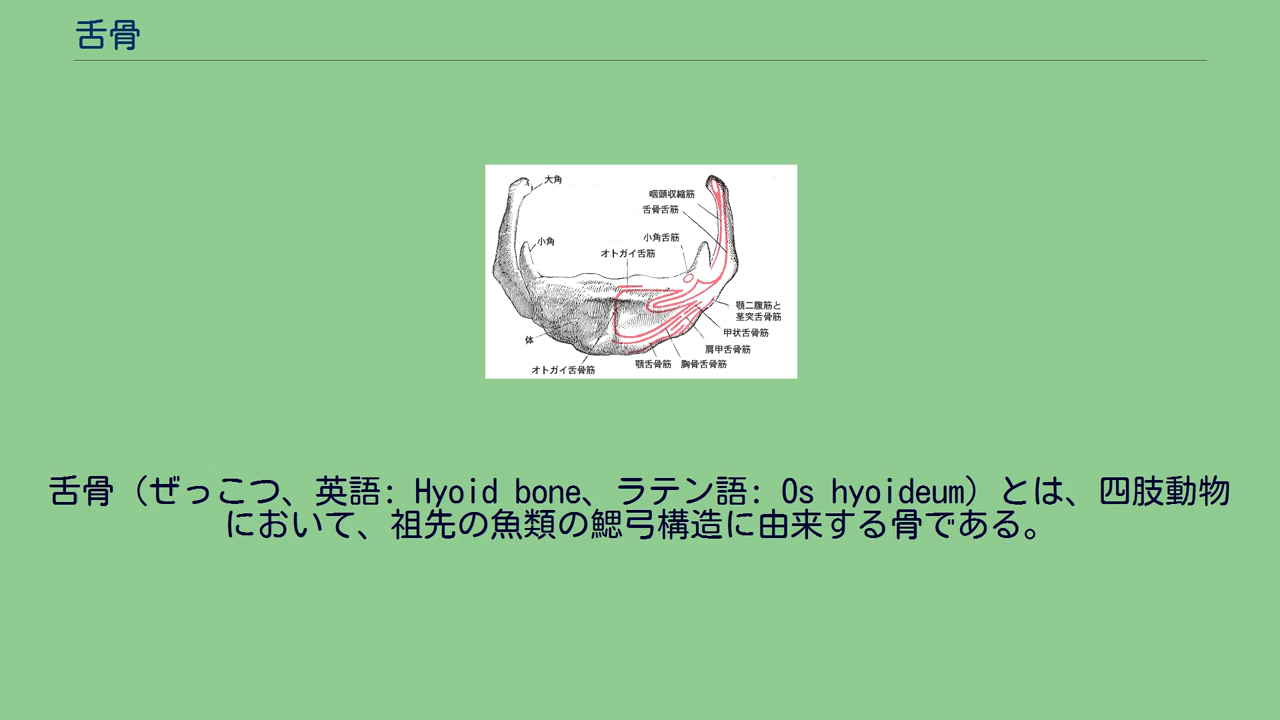 舌骨
大角
咽頭収縮筋
舌骨舌筋
小角舌筋
小角
オトガイ舌筋
顎二腹筋と
茎突舌骨筋
甲状舌骨筋
体
肩甲舌骨筋
顎舌骨筋
胸骨舌骨筋
オトガイ舌骨筋
舌骨（ぜっこつ、英語: Hyoid bone、ラテン語: Os hyoideum）とは、四肢動物
において、祖先の魚類の鰓弓構造に由来する骨である。